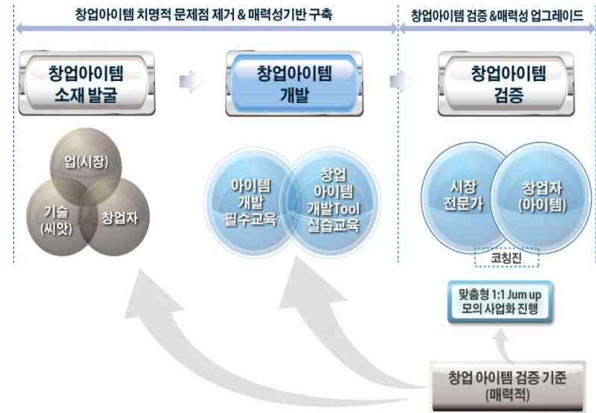 창업아이템 치명적 문제점 제거 & 매력성기반 구축
창업아이템 검증 &매력성 업그레이드
창업아이템
소재 발굴
창업아이템
개발
창업아이템
검증
업(시장)
기술
(씨앗)
창업자
아이템
개발
필수교육
창업
아이템
개발Tool
실습교육
시장
전문가
창업자
(아이템)
코칭진
맞춤형 1:1 Jum up
모의 사업화 진행
창업 아이템 검증 기준
(매력적)